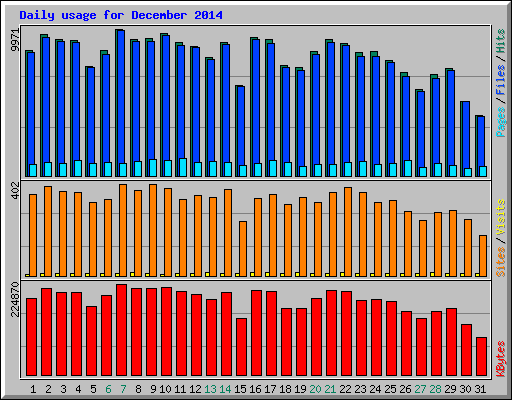 Daily usage for December 2014
9971
Pages / Files / Hits
402
Sites / Visits
224870
KBytes
1 2 3 4 5 6 7 8 9 10 11 12 13 14 15 16 17 18 19 20 21 22 23 24 25 26 27 28 29 30 31